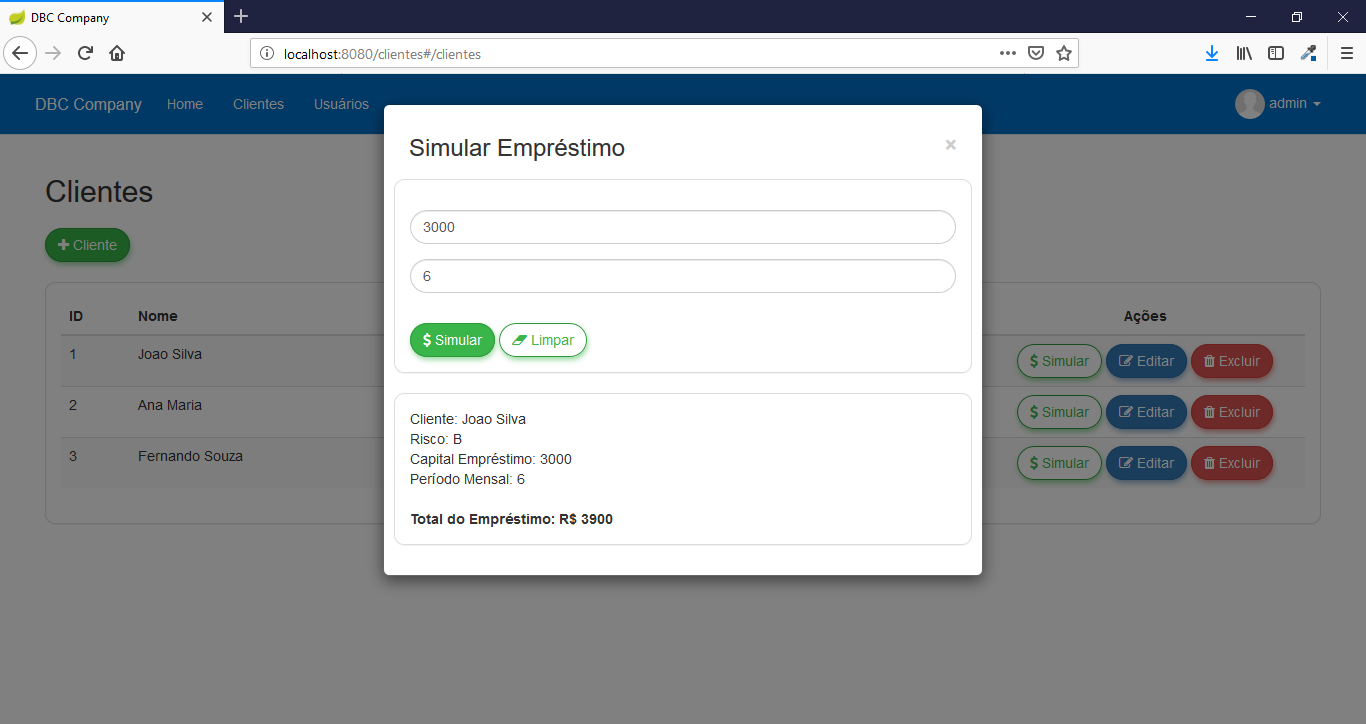 DBC Company
localhost:8080/clientes#/clientes
DBC Company Home Clientes Usuários admin
Clientes
+ Cliente
ID Nome Ações
1 Joao Silva $ Simular Editar Excluir
2 Ana Maria $ Simular Editar Excluir
3 Fernando Souza $ Simular Editar Excluir
Simular Empréstimo ×
3000
6
$ Simular Limpar
Cliente: Joao Silva
Risco: B
Capital Empréstimo: 3000
Período Mensal: 6
Total do Empréstimo: R$ 3900